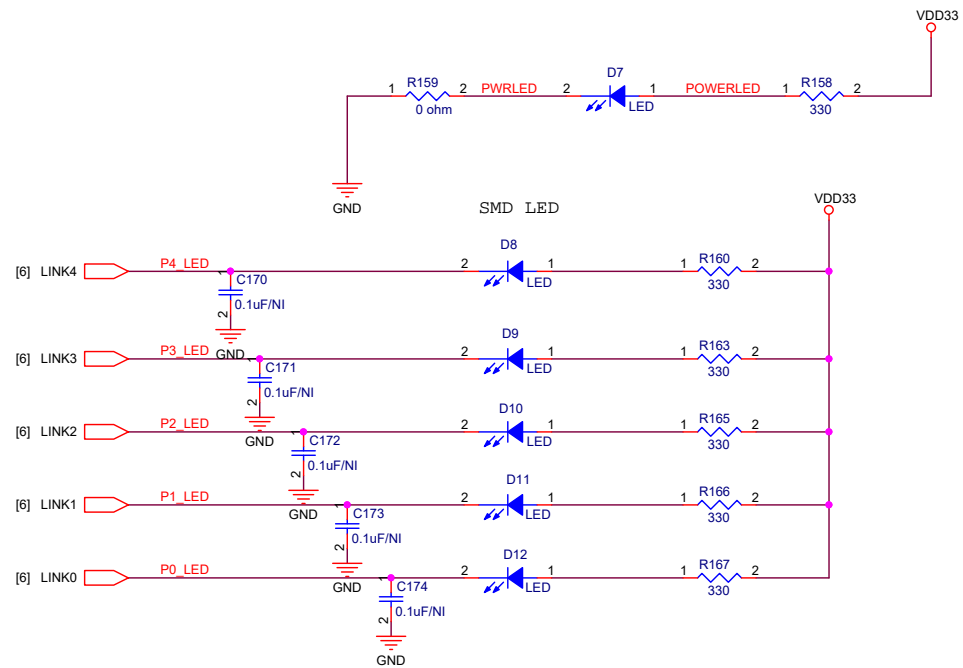 VDD33
R159 D7 R158
1 2 PWRLED 2 1 POWERLED 1 2
0 ohm LED 330
GND SMD LED VDD33
D8
[6] LINK4 P4_LED 2 1 1 R160 2
1 C170 LED 330
0.1uF/NI
2
D9
[6] LINK3 P3_LED GND 1 2 1 1 R163 2
C171 LED 330
0.1uF/NI
2
D10
[6] LINK2 P2_LED GND 1 2 1 1 R165 2
C172 LED 330
0.1uF/NI
2
D11
[6] LINK1 P1_LED GND 1 2 1 1 R166 2
C173 LED 330
0.1uF/NI
2
D12
[6] LINK0 P0_LED GND 1 2 1 1 R167 2
C174 LED 330
0.1uF/NI
2
GND